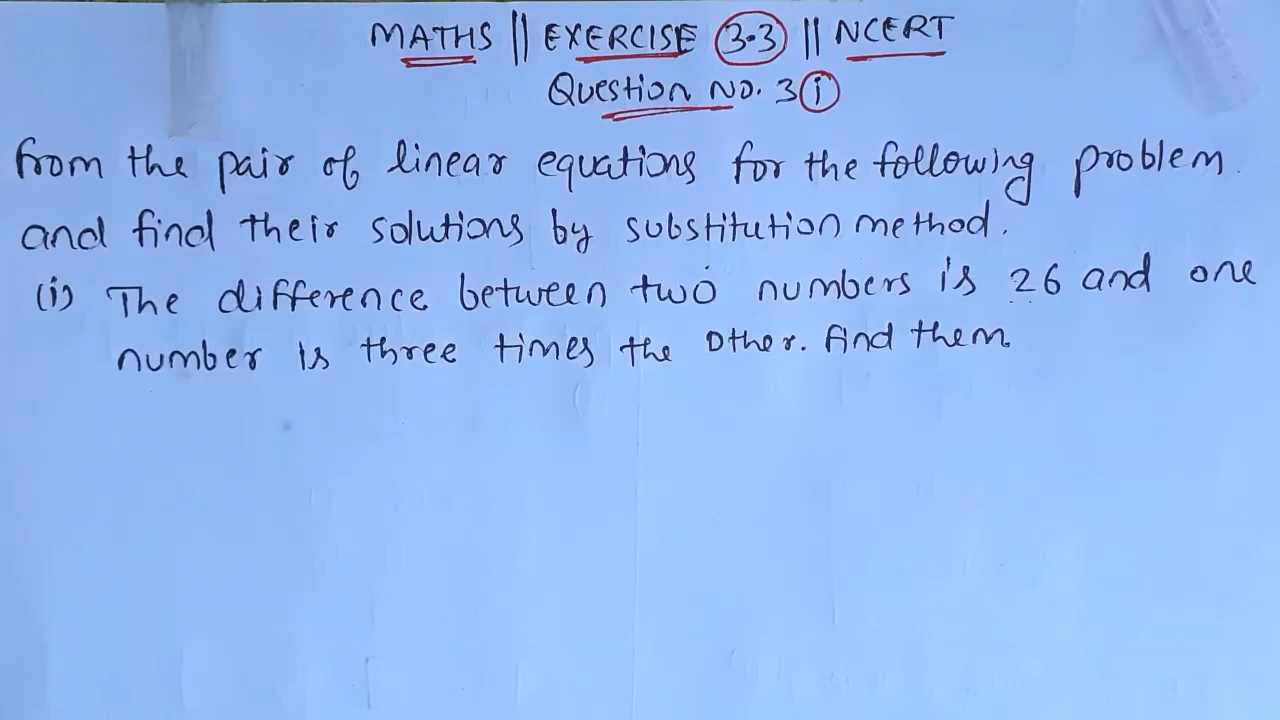 MATHS || EXERCISE 3.3 || NCERT
Question No. 3 (i)
from the pair of linear equations for the following problem.
and find their solutions by substitution method.
(i) The difference between two numbers is 26 and one
number is three times the other. find them.